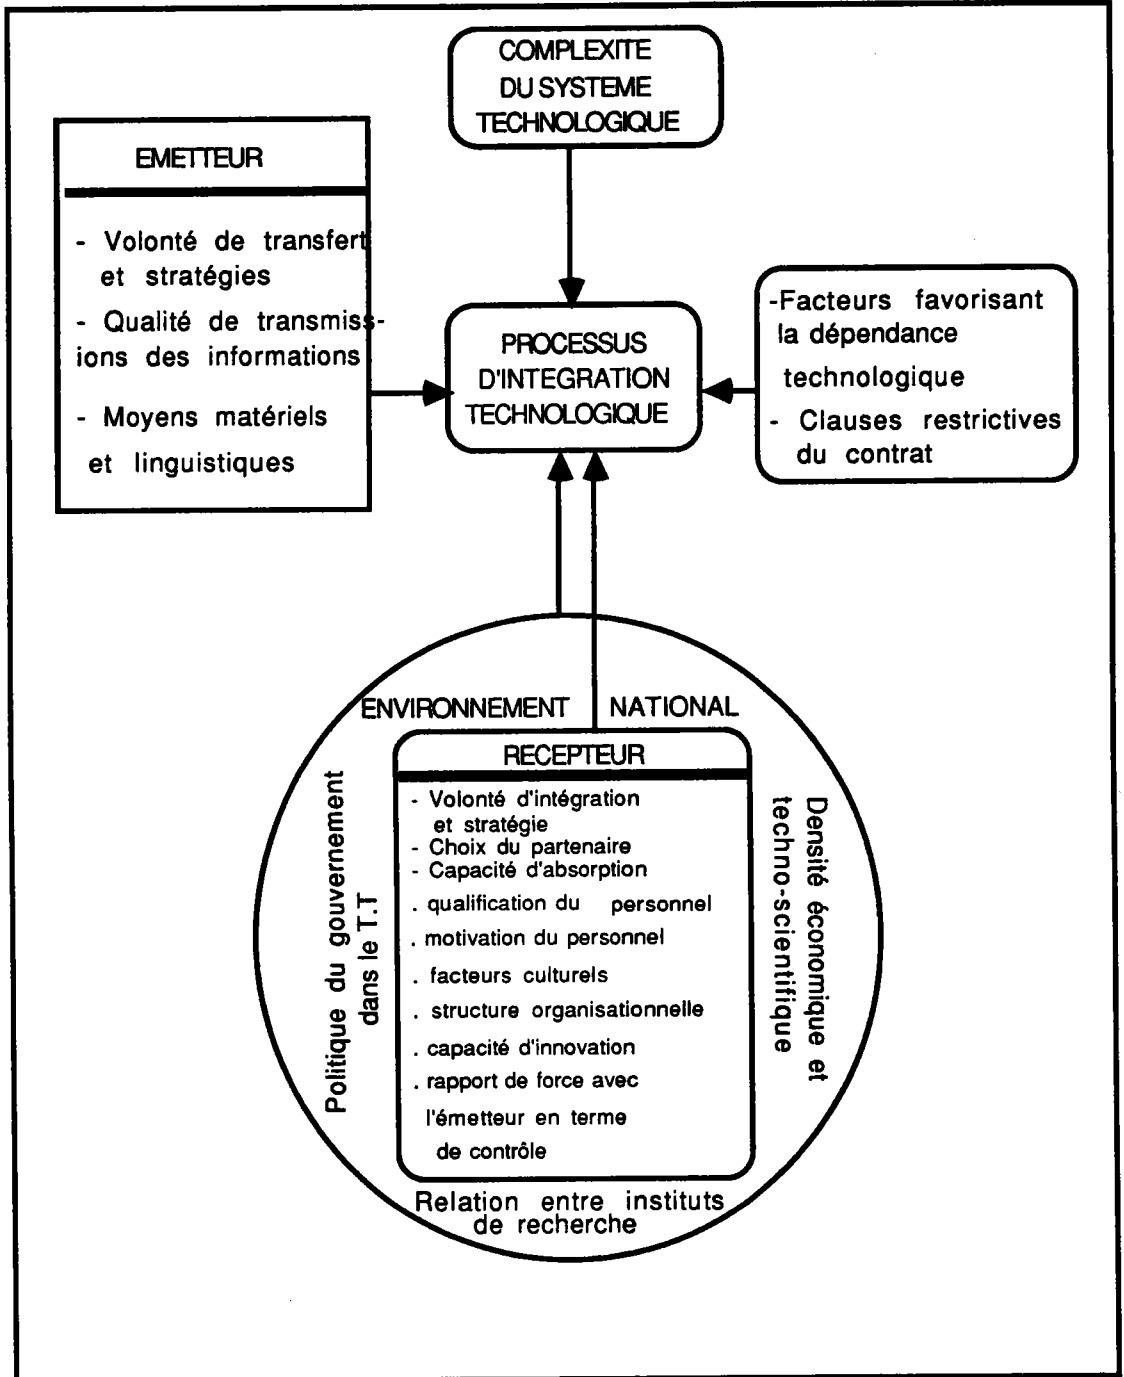 COMPLEXITE
DU SYSTEME
TECHNOLOGIQUE
EMETTEUR
- Volonté de transfert
et stratégies
- Qualité de transmiss-
ions des informations
- Moyens matériels
et linguistiques
PROCESSUS
D'INTEGRATION
TECHNOLOGIQUE
-Facteurs favorisant
la dépendance
technologique
- Clauses restrictives
du contrat
ENVIRONNEMENT NATIONAL
RECEPTEUR
- Volonté d'intégration
et stratégie
- Choix du partenaire
- Capacité d'absorption
. qualification du personnel
. motivation du personnel
. facteurs culturels
. structure organisationnelle
. capacité d'innovation
. rapport de force avec
l'émetteur en terme
de contrôle
Politique du gouvernement
dans le T.T
Densité économique et
techno-scientifique
Relation entre instituts
de recherche